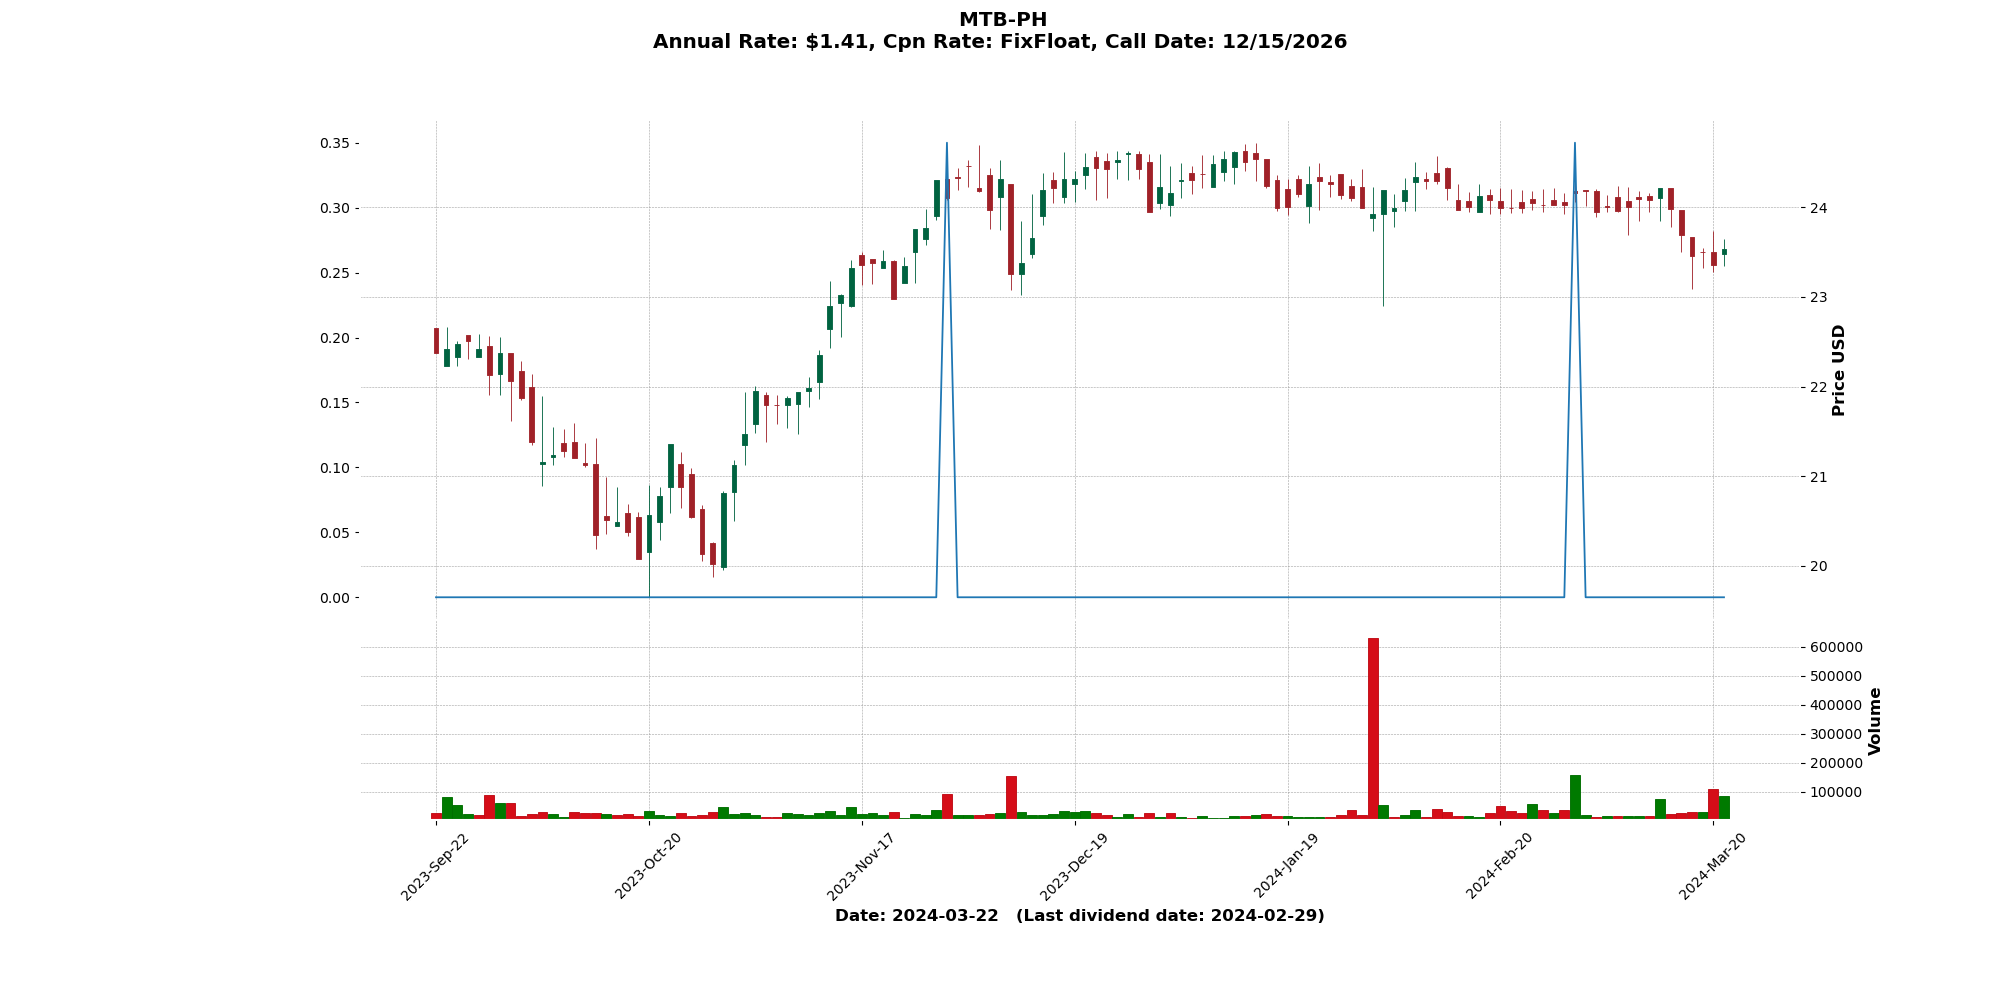 MTB-PH
Annual Rate: $1.41, Cpn Rate: FixFloat, Call Date: 12/15/2026
0.35
0.30
0.25
0.20
0.15
0.10
0.05
0.00
24
23
22
21
20
Price USD
600000
500000
400000
300000
200000
100000
Volume
2023-Sep-22
2023-Oct-20
2023-Nov-17
2023-Dec-19
2024-Jan-19
2024-Feb-20
2024-Mar-20
Date: 2024-03-22 (Last dividend date: 2024-02-29)